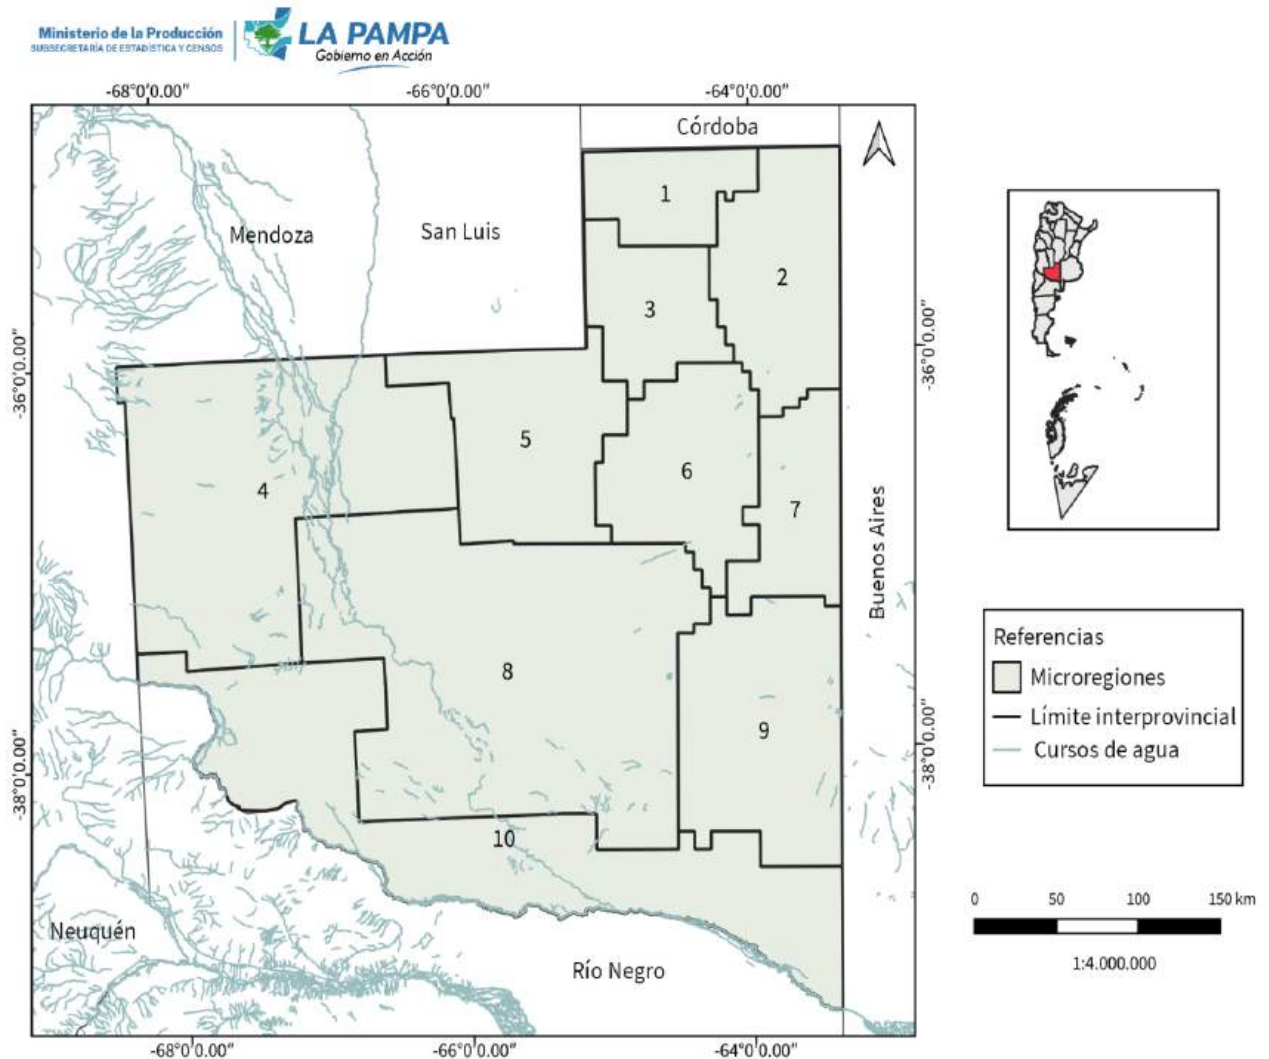 Ministerio de la Producción
SUBSECRETARÍA DE ESTADÍSTICA Y CENSOS
LA PAMPA
Gobierno en Acción
-68°0'0.00"
-66°0'0.00"
-64°0'0.00"
Córdoba
1
Mendoza
San Luis
2
3
-36°0'0.00"
-36°0'0.00"
5
4
6
7
Buenos Aires
8
9
-38°0'0.00"
-38°0'0.00"
10
Neuquén
Río Negro
-68°0'0.00"
-66°0'0.00"
-64°0'0.00"
Referencias
Microregiones
Límite interprovincial
Cursos de agua
0 50 100 150 km
1:4.000.000